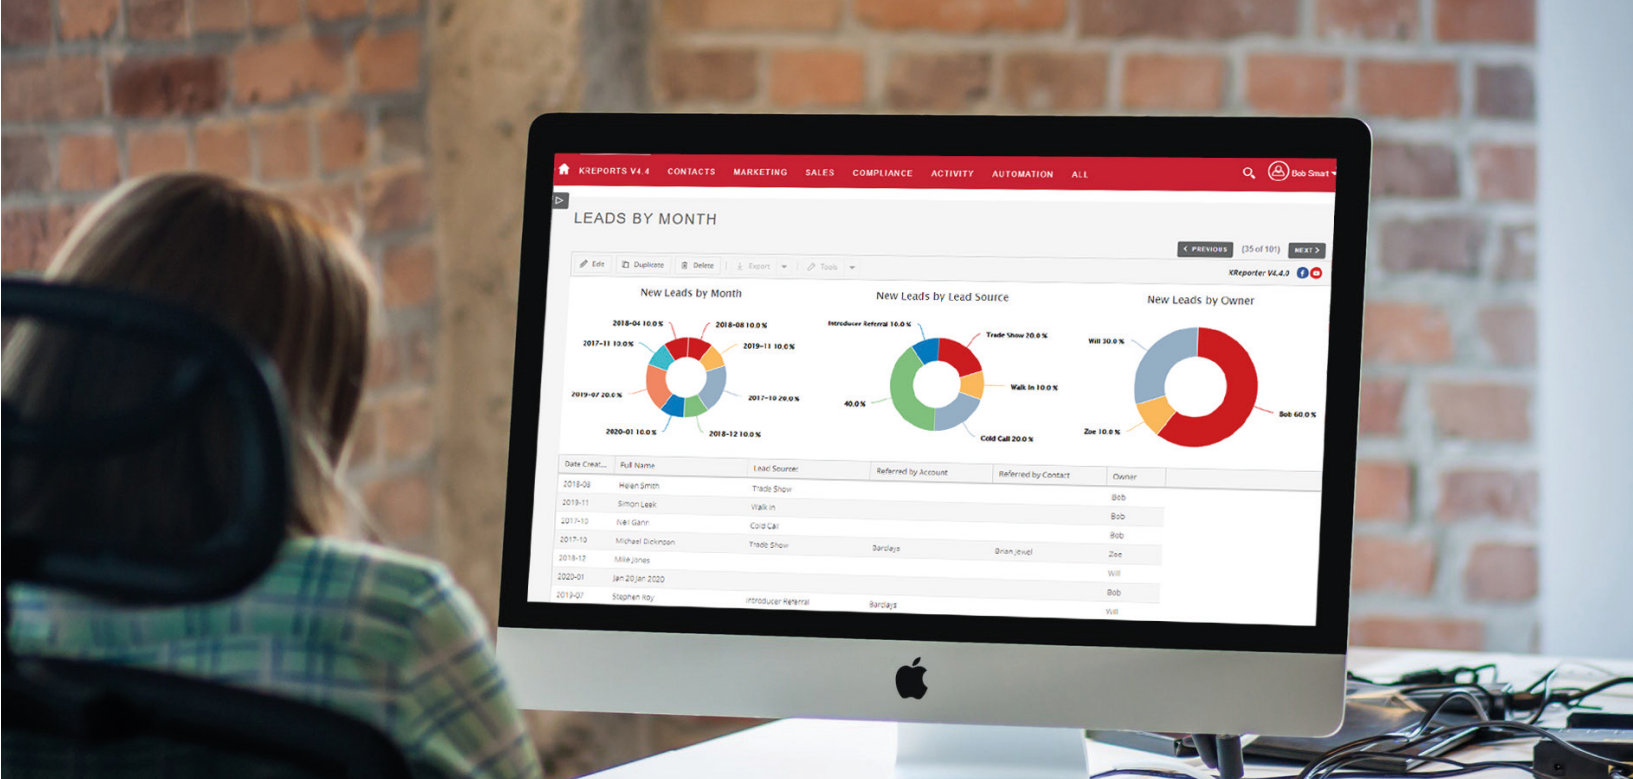 KREPORTS V4.4 CONTACTS MARKETING SALES COMPLIANCE ACTIVITY AUTOMATION ALL Bob Smart
LEADS BY MONTH
PREVIOUS (35 of 101) NEXT
Edit Duplicate Delete Export Tools
KReporter V4.4.0
New Leads by Month
2018-04 10.0 %
2018-08 10.0 %
2017-11 10.0 %
2019-11 10.0 %
2019-07 20.0 %
2017-10 20.0 %
2020-01 10.0 %
2018-12 10.0 %
New Leads by Lead Source
Introducer Referral 10.0 %
Trade Show 20.0 %
Walk In 10.0 %
40.0 %
Cold Call 20.0 %
New Leads by Owner
Will 30.0 %
Bob 60.0 %
Zoe 10.0 %
Date Creat... Full Name Lead Source: Referred by Account Referred by Contact Owner
2018-08 Helen Smith Trade Show Bob
2019-11 Simon Leek Walk In Bob
2017-10 Neil Gann Cold Call Bob
2017-10 Michael Dickinson Trade Show Barclays Brian Jewel Zoe
2018-12 Mike Jones Will
2020-01 Jan 20 Jan 2020 Bob
2019-07 Stephen Roy Introducer Referral Barclays Will